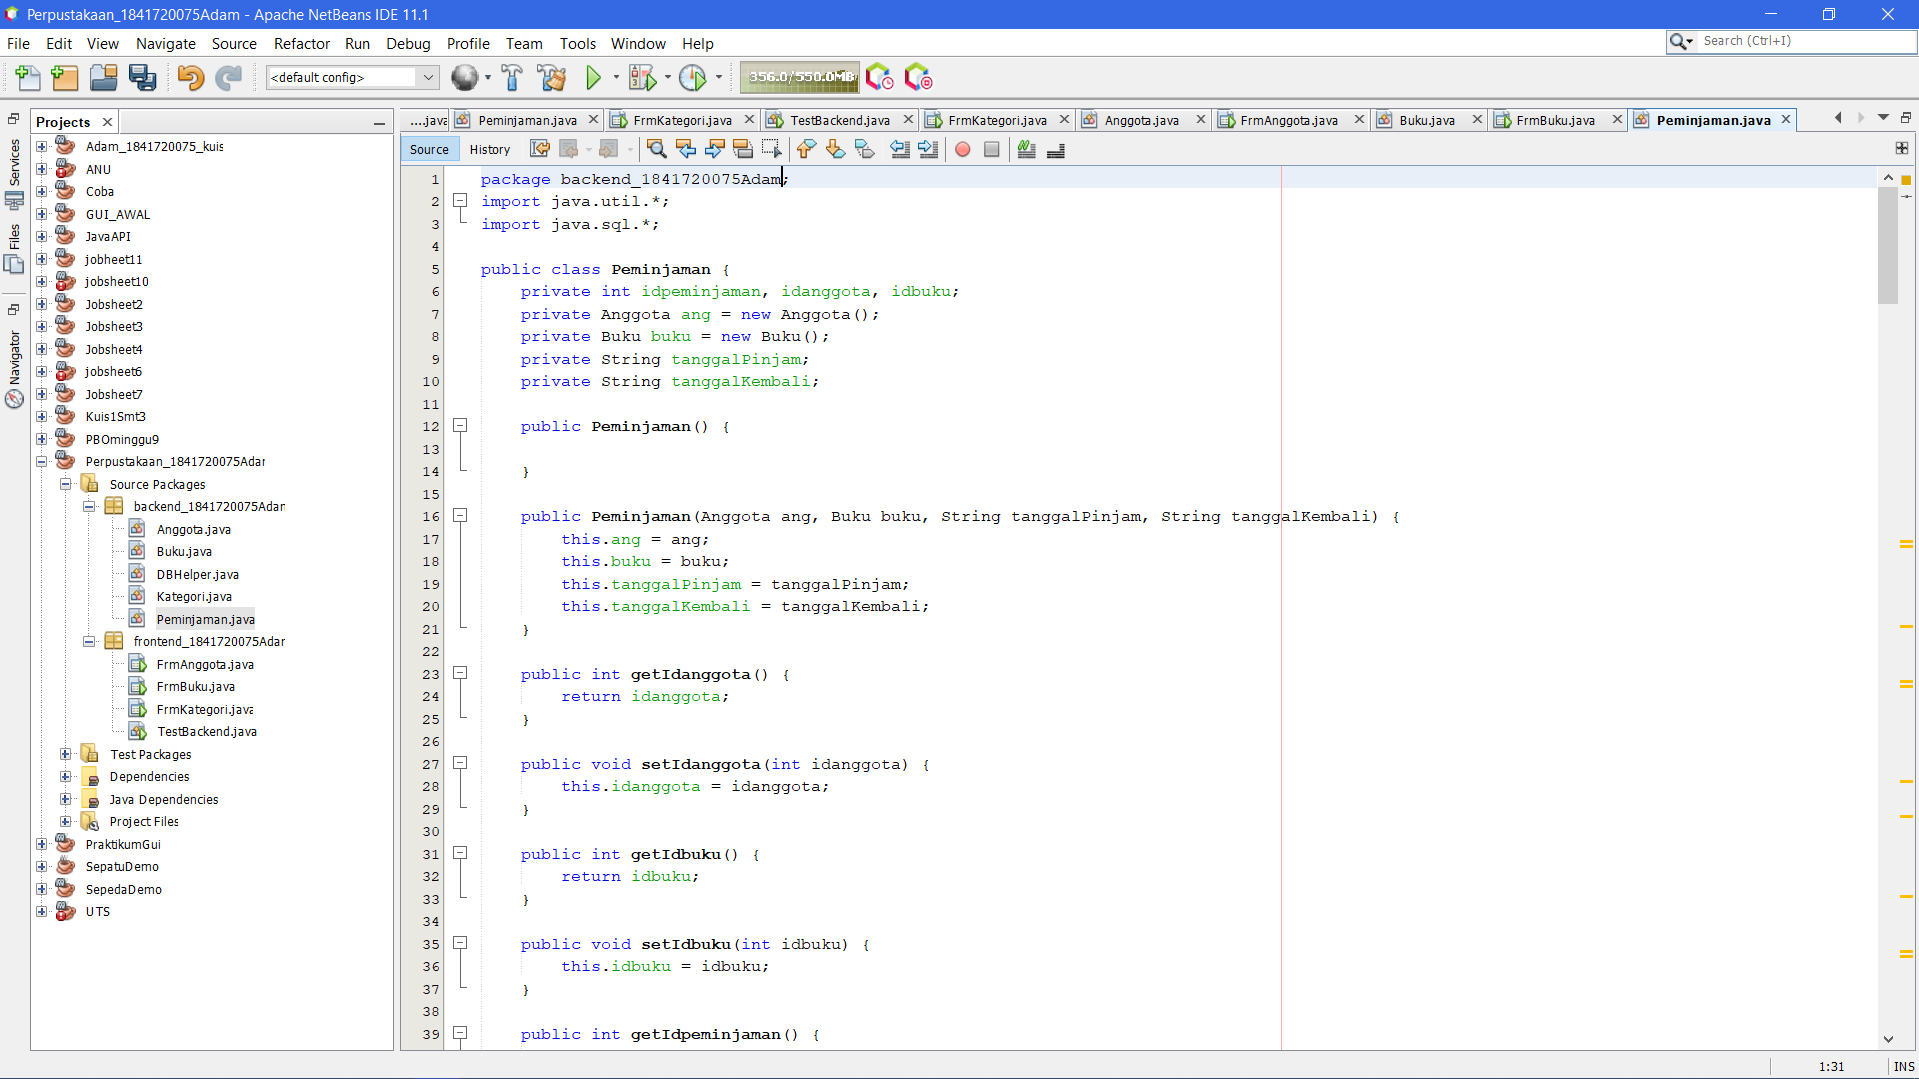 Perpustakaan_1841720075Adam - Apache NetBeans IDE 11.1
File Edit View Navigate Source Refactor Run Debug Profile Team Tools Window Help
Search (Ctrl+I)
<default config>
356.0/550.0MB
Services
Files
Navigator
Projects
Adam_1841720075_kuis
ANU
Coba
GUI_AWAL
JavaAPI
jobheet11
jobsheet10
Jobsheet2
Jobsheet3
Jobsheet4
jobsheet6
Jobsheet7
Kuis1Smt3
PBOminggu9
Perpustakaan_1841720075Adar
Source Packages
backend_1841720075Adan
Anggota.java
Buku.java
DBHelper.java
Kategori.java
Peminjaman.java
frontend_1841720075Adar
FrmAnggota.java
FrmBuku.java
FrmKategori.java
TestBackend.java
Test Packages
Dependencies
Java Dependencies
Project Files
PraktikumGui
SepatuDemo
SepedaDemo
UTS
....java Peminjaman.java FrmKategori.java TestBackend.java FrmKategori.java Anggota.java FrmAnggota.java Buku.java FrmBuku.java Peminjaman.java
Source History
1 package backend_1841720075Adam;
2 import java.util.*;
3 import java.sql.*;
4
5 public class Peminjaman {
6 private int idpeminjaman, idanggota, idbuku;
7 private Anggota ang = new Anggota();
8 private Buku buku = new Buku();
9 private String tanggalPinjam;
10 private String tanggalKembali;
11
12 public Peminjaman() {
13
14 }
15
16 public Peminjaman(Anggota ang, Buku buku, String tanggalPinjam, String tanggalKembali) {
17 this.ang = ang;
18 this.buku = buku;
19 this.tanggalPinjam = tanggalPinjam;
20 this.tanggalKembali = tanggalKembali;
21 }
22
23 public int getIdanggota() {
24 return idanggota;
25 }
26
27 public void setIdanggota(int idanggota) {
28 this.idanggota = idanggota;
29 }
30
31 public int getIdbuku() {
32 return idbuku;
33 }
34
35 public void setIdbuku(int idbuku) {
36 this.idbuku = idbuku;
37 }
38
39 public int getIdpeminjaman() {
1:31 INS